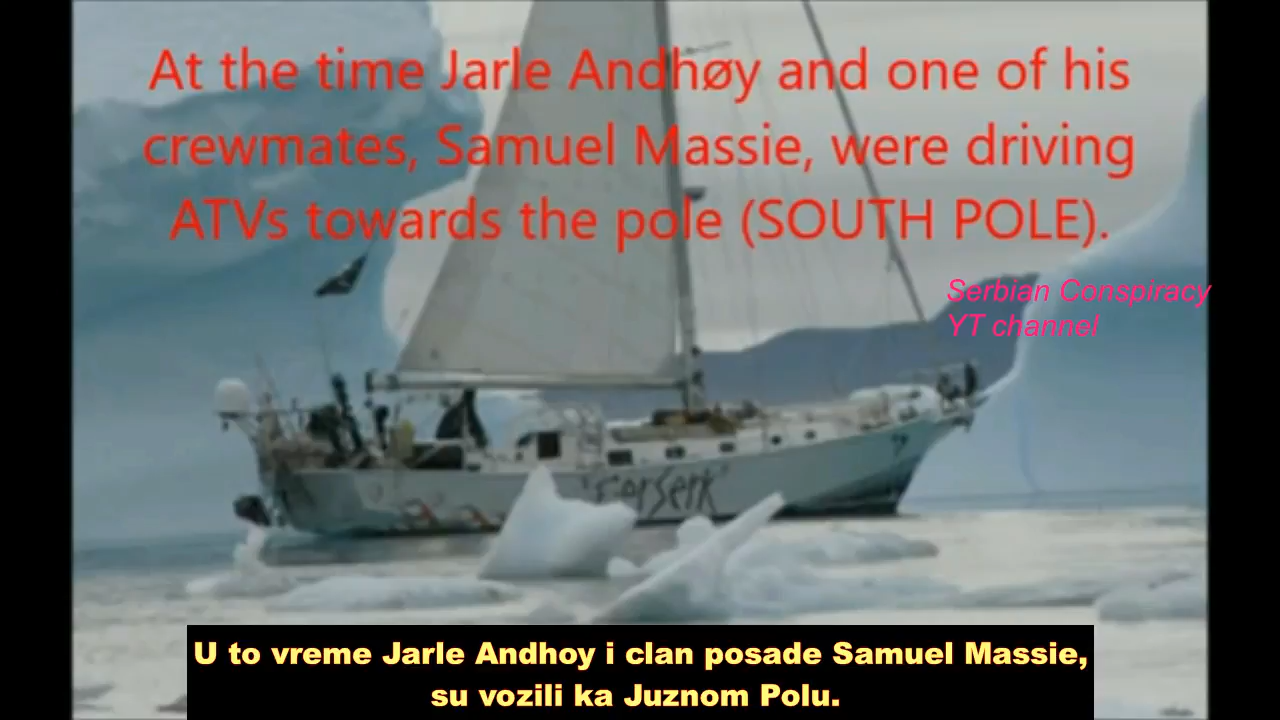 At the time Jarle Andhøy and one of his
crewmates, Samuel Massie, were driving
ATVs towards the pole (SOUTH POLE).
Serbian Conspiracy
YT channel
Berserk
U to vreme Jarle Andhoy i clan posade Samuel Massie,
su vozili ka Juznom Polu.